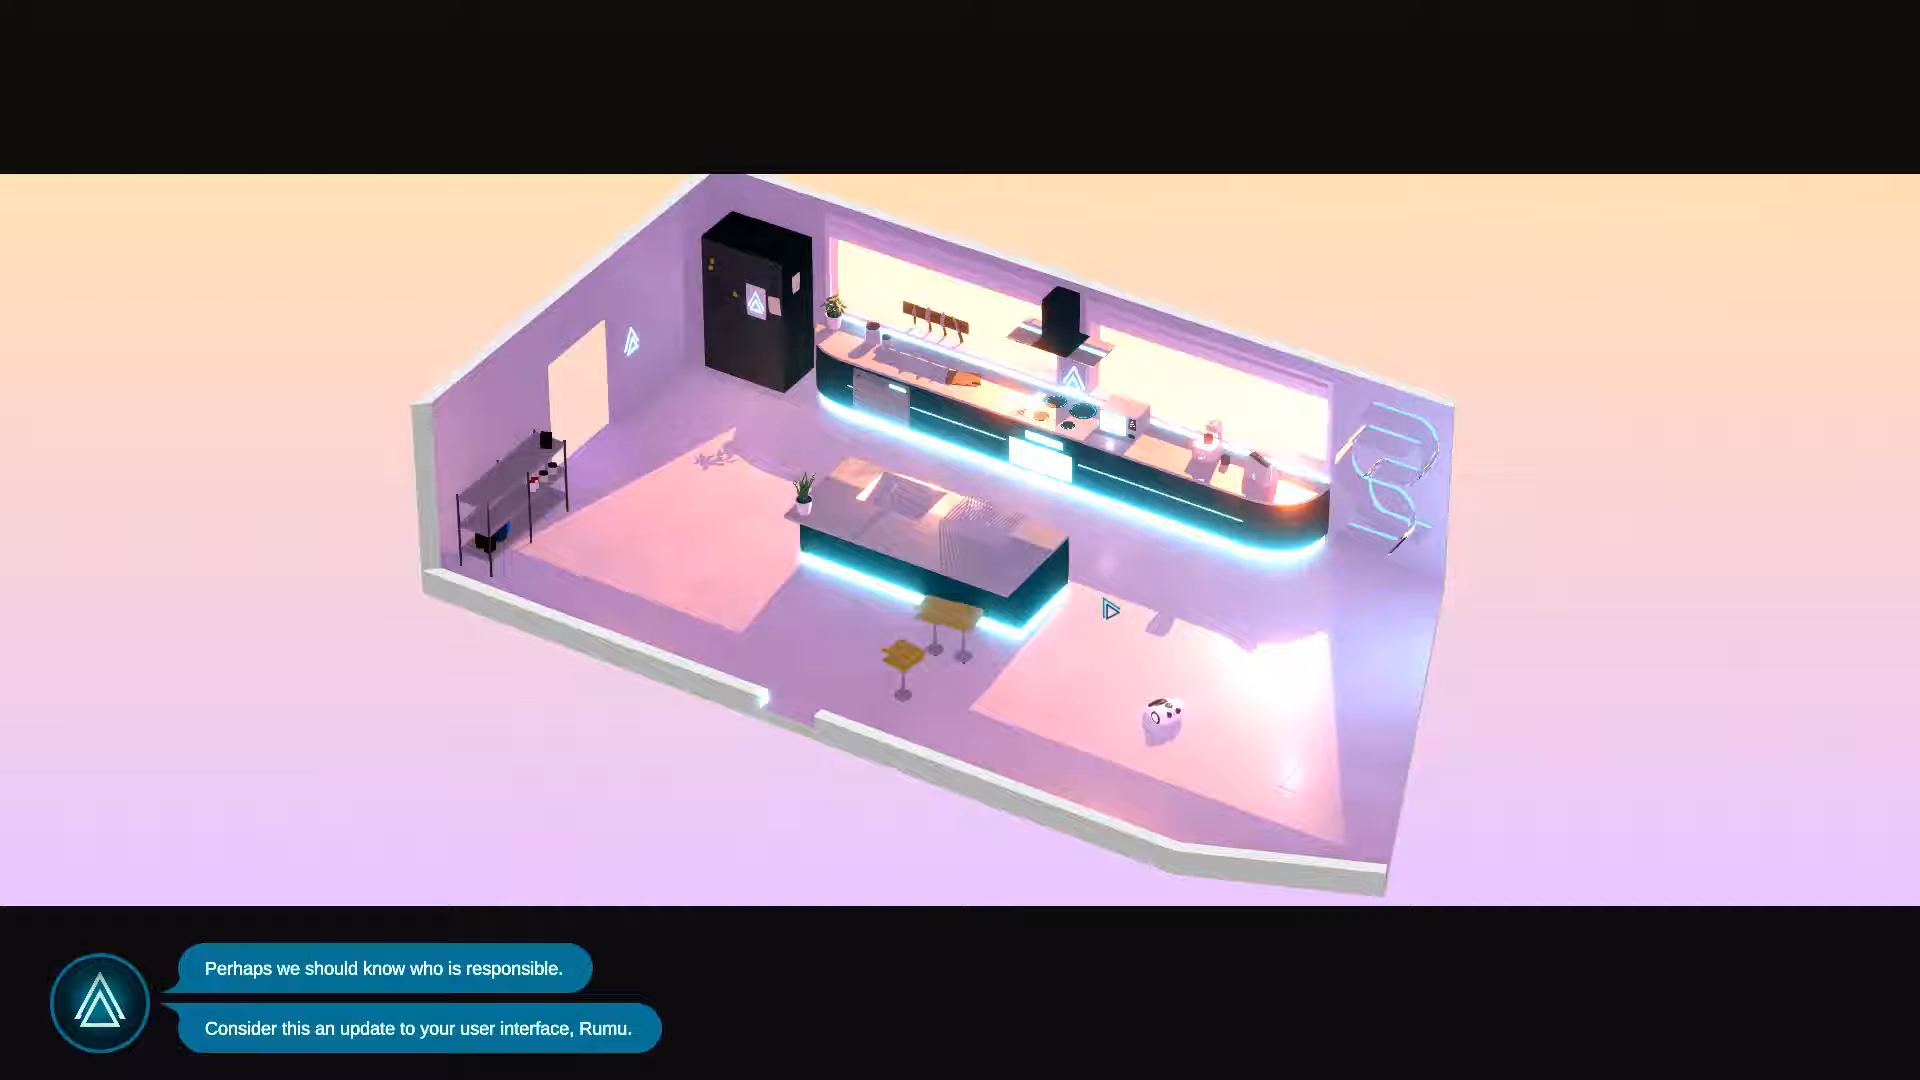 Perhaps we should know who is responsible.
Consider this an update to your user interface, Rumu.